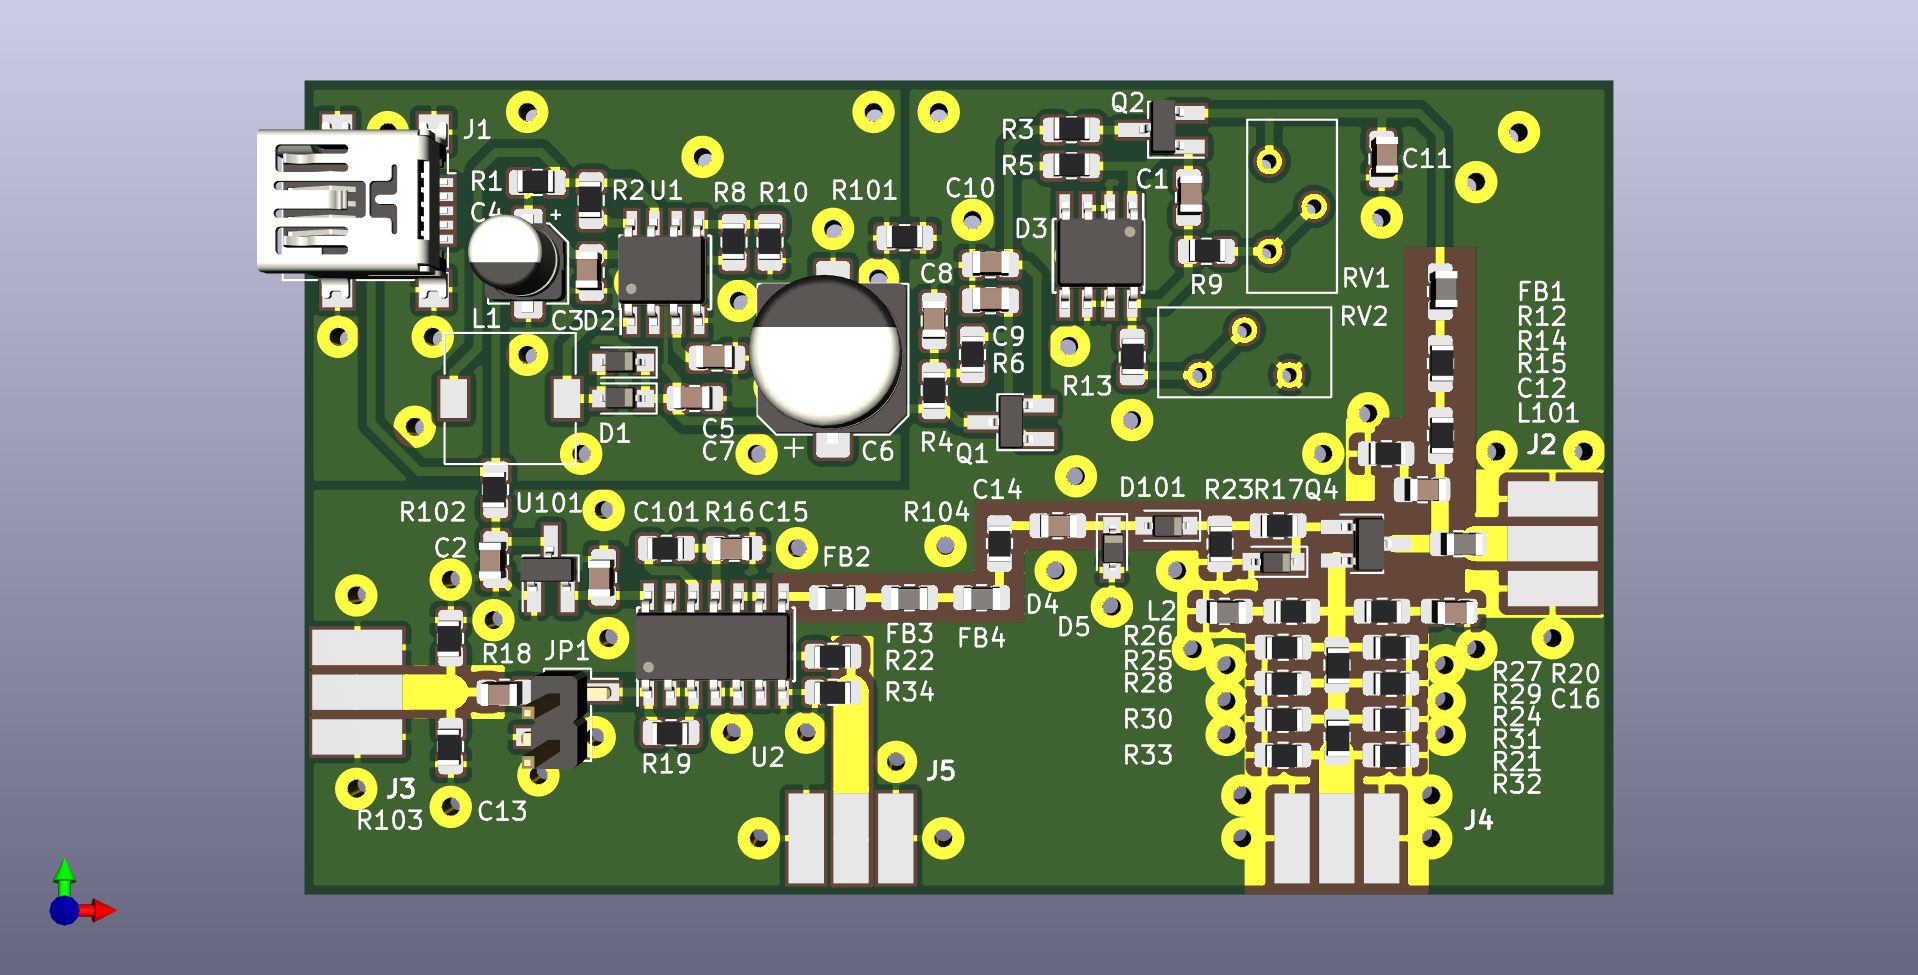 Q2
J1
R3
C11
R5
R1
R2
U1
R8
R10
R101
C10
C1
C4
+
D3
C8
R9
RV1
FB1
L1
C3
D2
RV2
R12
C9
R14
R6
R15
R13
C12
L101
D1
C5
C7
+
C6
R4
Q1
J2
C14
D101
R23
R17
Q4
R102
U101
C101
R16
C15
R104
C2
FB2
D4
L2
D5
FB3
FB4
R26
R18
JP1
R22
R25
R27
R20
R28
R34
R29
C16
R30
R24
R31
R19
U2
R33
R21
J5
R32
J3
R103
C13
J4